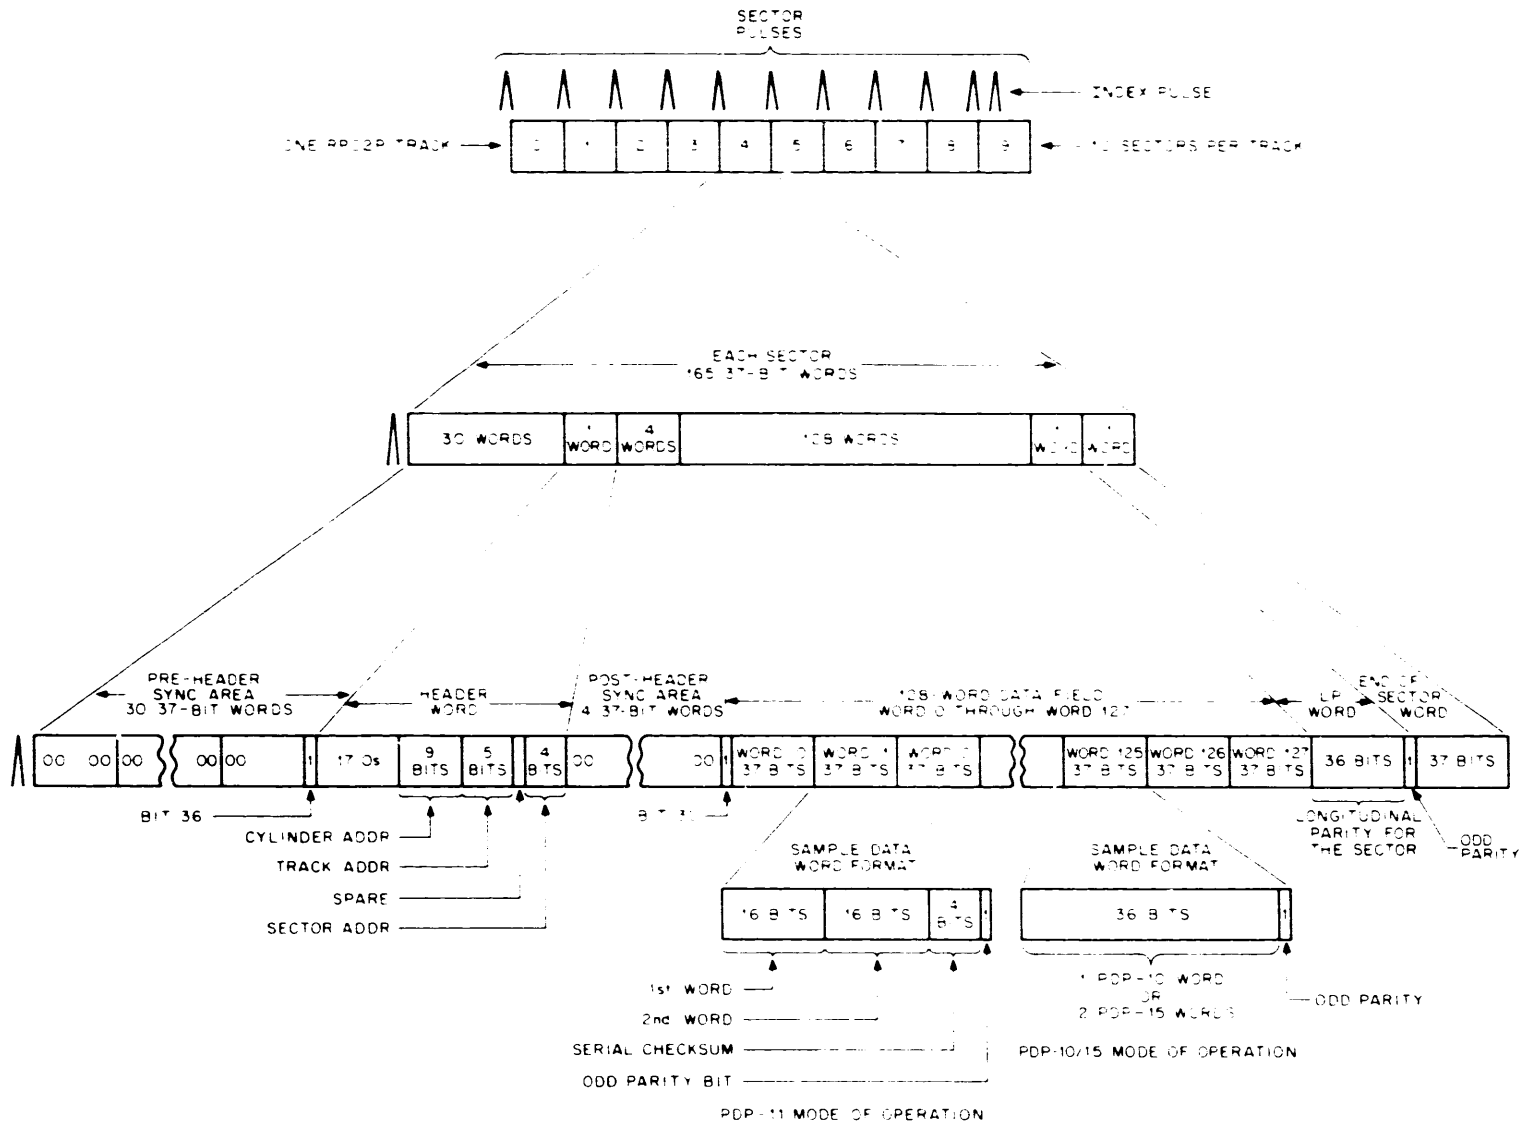 SECTOR
PULSES
INDEX PULSE
ONE RP02P TRACK
0 1 2 3 4 5 6 7 8 9
10 SECTORS PER TRACK
EACH SECTOR
165 37-BIT WORDS
30 WORDS
1
WORD
4
WORDS
128 WORDS
1
WORD
1
WORD
PRE-HEADER
SYNC AREA
30 37-BIT WORDS
HEADER
WORD
POST-HEADER
SYNC AREA
4 37-BIT WORDS
128-WORD DATA FIELD
WORD 0 THROUGH WORD 127
LP
WORD
END OF
SECTOR
WORD
00 00 00 00 00 1
17 0s
9
BITS
5
BITS
4
BITS
00 00 1
WORD 0
37 BITS
WORD 1
37 BITS
WORD 2
37 BITS
WORD 125
37 BITS
WORD 126
37 BITS
WORD 127
37 BITS
36 BITS
1
37 BITS
BIT 36
CYLINDER ADDR
TRACK ADDR
SPARE
SECTOR ADDR
BIT
LONGITUDINAL
PARITY FOR
THE SECTOR
ODD
PARITY
SAMPLE DATA
WORD FORMAT
16 BITS
16 BITS
4
BITS
1
1st WORD
2nd WORD
SERIAL CHECKSUM
ODD PARITY BIT
PDP-11 MODE OF OPERATION
SAMPLE DATA
WORD FORMAT
36 BITS
1
1 PDP-10 WORD
OR
2 PDP-15 WORDS
ODD PARITY
PDP-10/15 MODE OF OPERATION